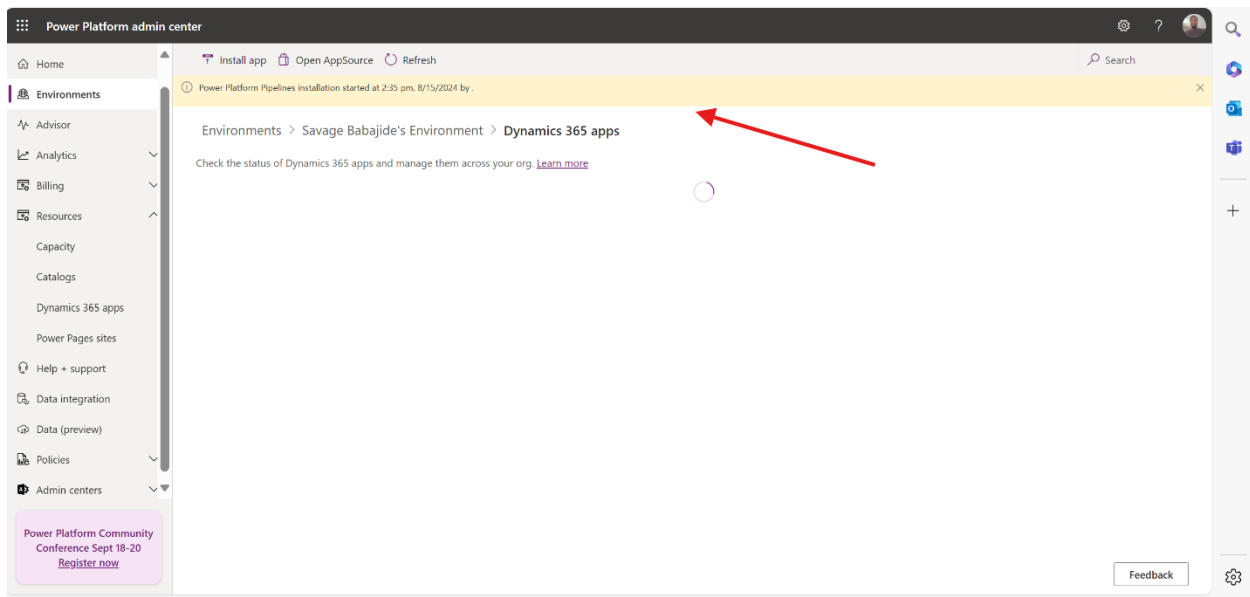 Power Platform admin center
?
Home
Environments
Advisor
Analytics
Billing
Resources
Capacity
Catalogs
Dynamics 365 apps
Power Pages sites
Help + support
Data integration
Data (preview)
Policies
Admin centers
Power Platform Community
Conference Sept 18-20
Register now
Install app Open AppSource Refresh Search
Power Platform Pipelines installation started at 2:35 pm, 8/15/2024 by .
Environments > Savage Babajide's Environment > Dynamics 365 apps
Check the status of Dynamics 365 apps and manage them across your org. Learn more
Feedback